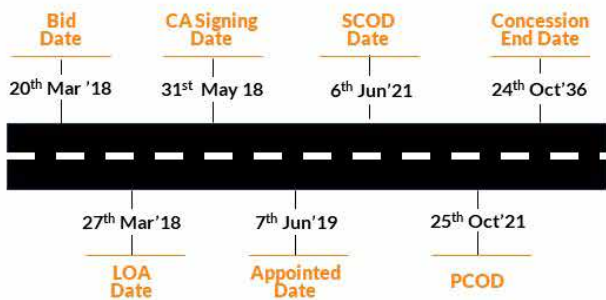 Bid
Date
CA Signing
Date
SCOD
Date
Concession
End Date
20th Mar ’18
31st May 18
6th Jun’21
24th Oct’36
27th Mar’18
7th Jun’19
25th Oct’21
LOA
Date
Appointed
Date
PCOD